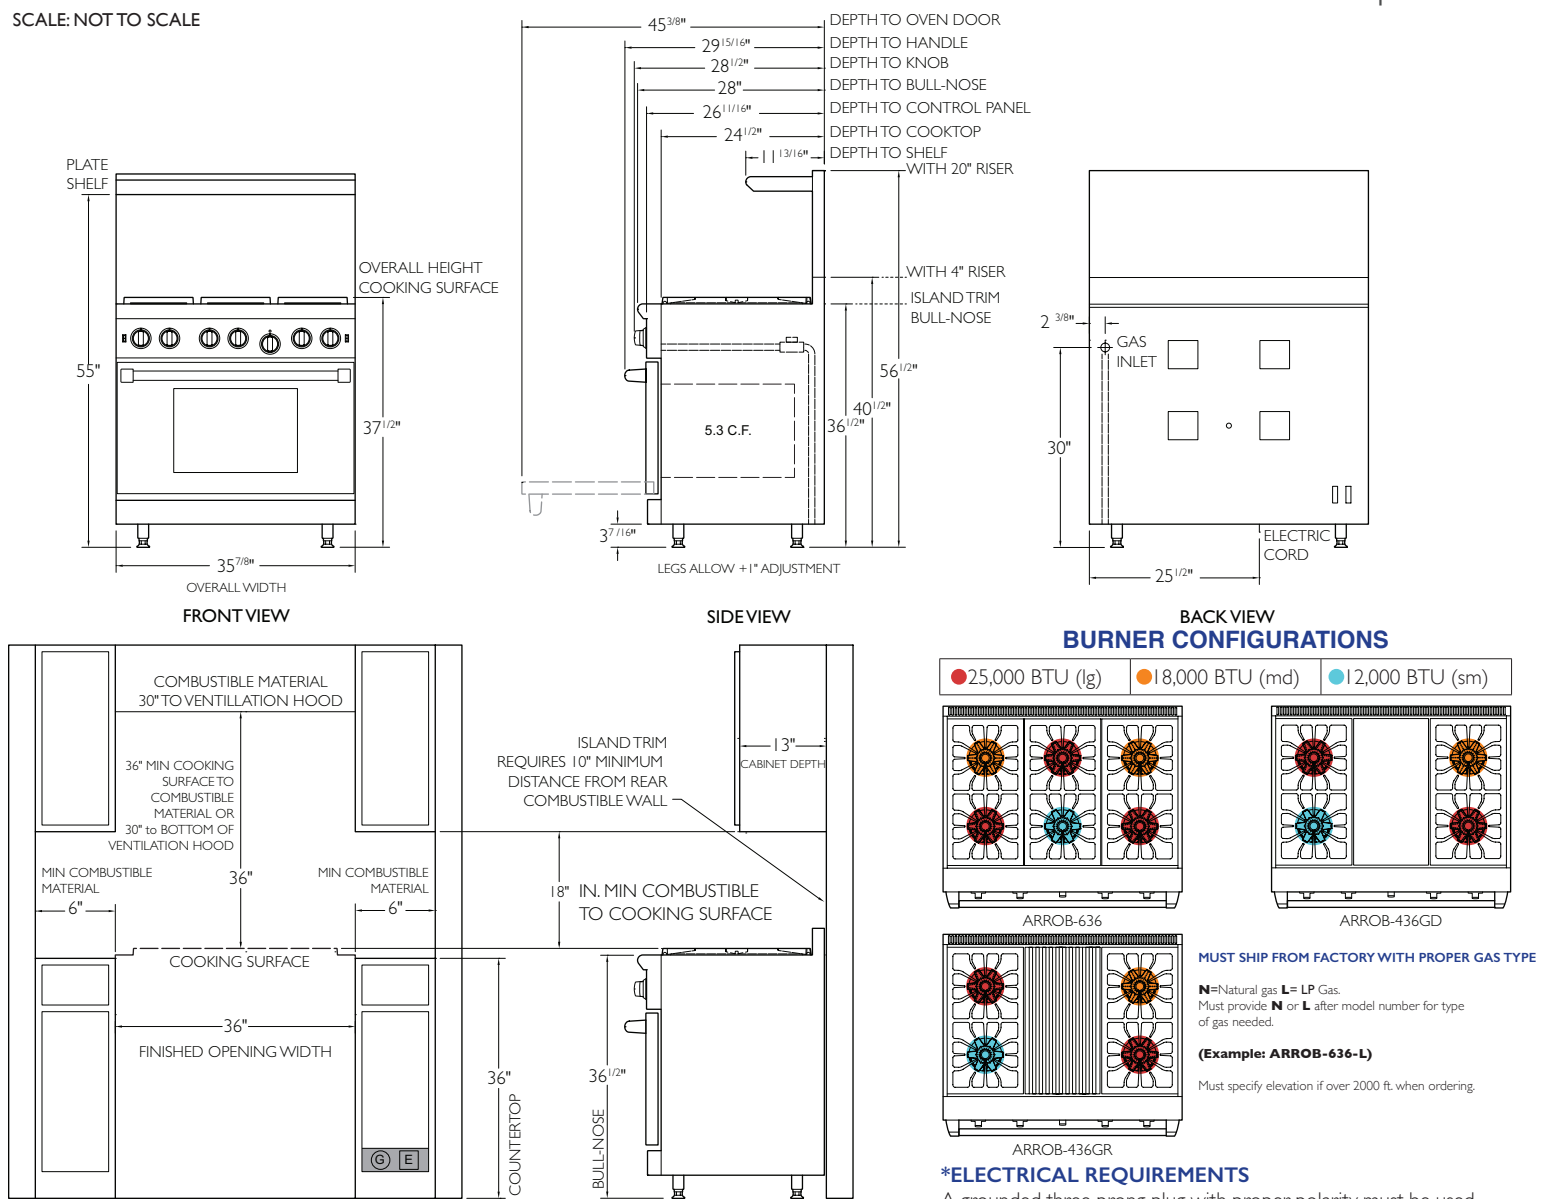 SCALE: NOT TO SCALE
PLATE
SHELF
OVERALL HEIGHT
COOKING SURFACE
55"
37 1/2"
35 7/8"
OVERALL WIDTH
FRONT VIEW
45 3/8"
DEPTH TO OVEN DOOR
29 15/16"
DEPTH TO HANDLE
28 1/2"
DEPTH TO KNOB
28"
DEPTH TO BULL-NOSE
26 11/16"
DEPTH TO CONTROL PANEL
24 1/2"
DEPTH TO COOKTOP
11 13/16"
DEPTH TO SHELF
WITH 20" RISER
WITH 4" RISER
ISLAND TRIM
BULL-NOSE
56 1/2"
40 1/2"
36 1/2"
5.3 C.F.
3 7/16"
LEGS ALLOW +1" ADJUSTMENT
SIDE VIEW
2 3/8"
GAS
INLET
30"
ELECTRIC
CORD
25 1/2"
BACK VIEW
COMBUSTIBLE MATERIAL
30" TO VENTILLATION HOOD
36" MIN COOKING
SURFACE TO
COMBUSTIBLE
MATERIAL OR
30" to BOTTOM OF
VENTILATION HOOD
MIN COMBUSTIBLE
MATERIAL
6"
36"
MIN COMBUSTIBLE
MATERIAL
6"
COOKING SURFACE
36"
FINISHED OPENING WIDTH
G E
36"
COUNTERTOP
ISLAND TRIM
REQUIRES 10" MINIMUM
DISTANCE FROM REAR
COMBUSTIBLE WALL
13"
CABINET DEPTH
18" IN. MIN COMBUSTIBLE
TO COOKING SURFACE
36 1/2"
BULL-NOSE
BURNER CONFIGURATIONS
25,000 BTU (lg) 18,000 BTU (md) 12,000 BTU (sm)
ARROB-636
ARROB-436GD
ARROB-436GR
MUST SHIP FROM FACTORY WITH PROPER GAS TYPE
N=Natural gas L= LP Gas.
Must provide N or L after model number for type
of gas needed.
(Example: ARROB-636-L)
Must specify elevation if over 2000 ft. when ordering.
*ELECTRICAL REQUIREMENTS
A grounded three prong plug with proper polarity must be used